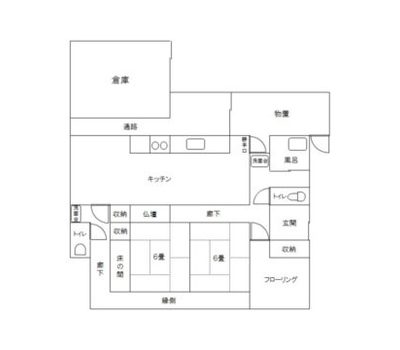 倉庫
通路
物置
勝手口
洗面台
風呂
キッチン
トイレ
洗面台
収納
仏壇
廊下
玄関
トイレ
収納
収納
廊下
床の間
6畳
6畳
フローリング
縁側